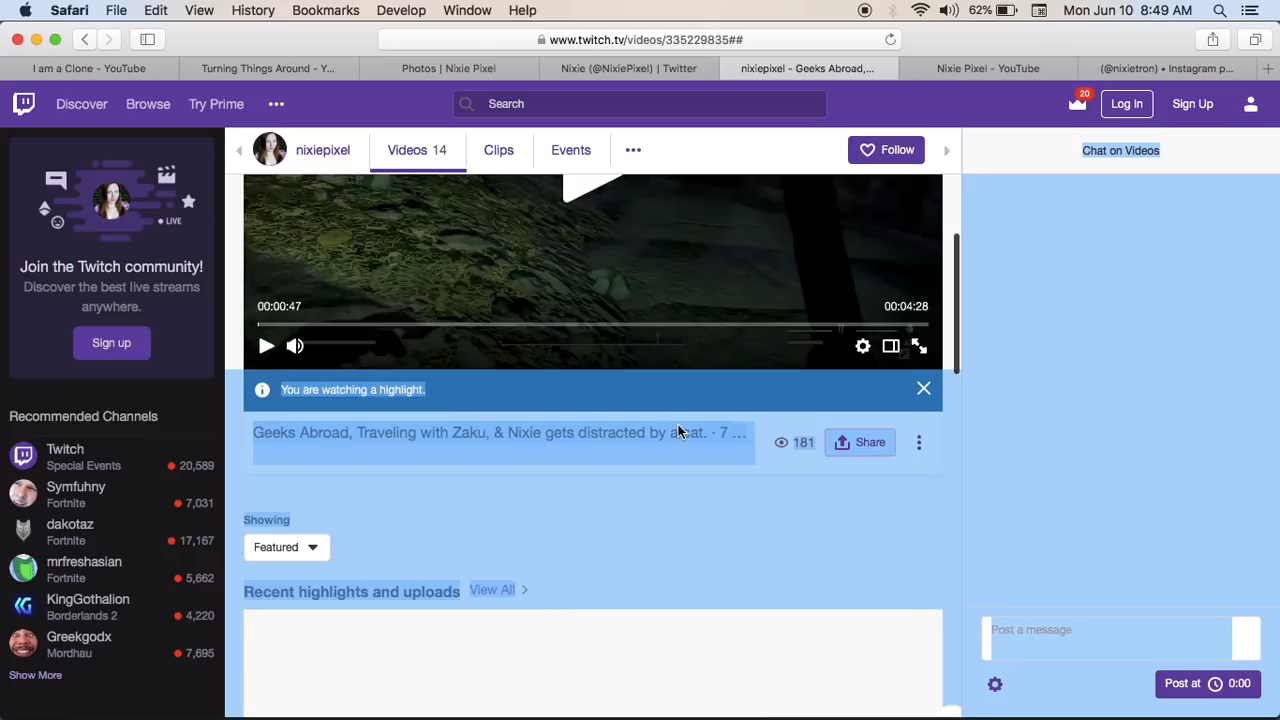 Safari File Edit View History Bookmarks Develop Window Help 62% Mon Jun 10 8:49 AM
www.twitch.tv/videos/335229835##
I am a Clone - YouTube Turning Things Around - Y... Photos | Nixie Pixel Nixie (@NixiePixel) | Twitter nixiepixel - Geeks Abroad,... Nixie Pixel - YouTube (@nixietron) • Instagram p...
Discover Browse Try Prime ••• Search 20 Log In Sign Up
nixiepixel Videos 14 Clips Events ••• Follow
Chat on Videos
LIVE
Join the Twitch community!
Discover the best live streams
anywhere.
Sign up
Recommended Channels
Twitch
Special Events 20,589
Symfuhny
Fortnite 7,031
dakotaz
Fortnite 17,167
mrfreshasian
Fortnite 5,662
KingGothalion
Borderlands 2 4,220
Greekgodx
Mordhau 7,695
Show More
00:00:47 00:04:28
You are watching a highlight.
Geeks Abroad, Traveling with Zaku, & Nixie gets distracted by a · 7 ...
181 Share
Showing
Featured
Recent highlights and uploads View All
Post a message
Post at 0:00